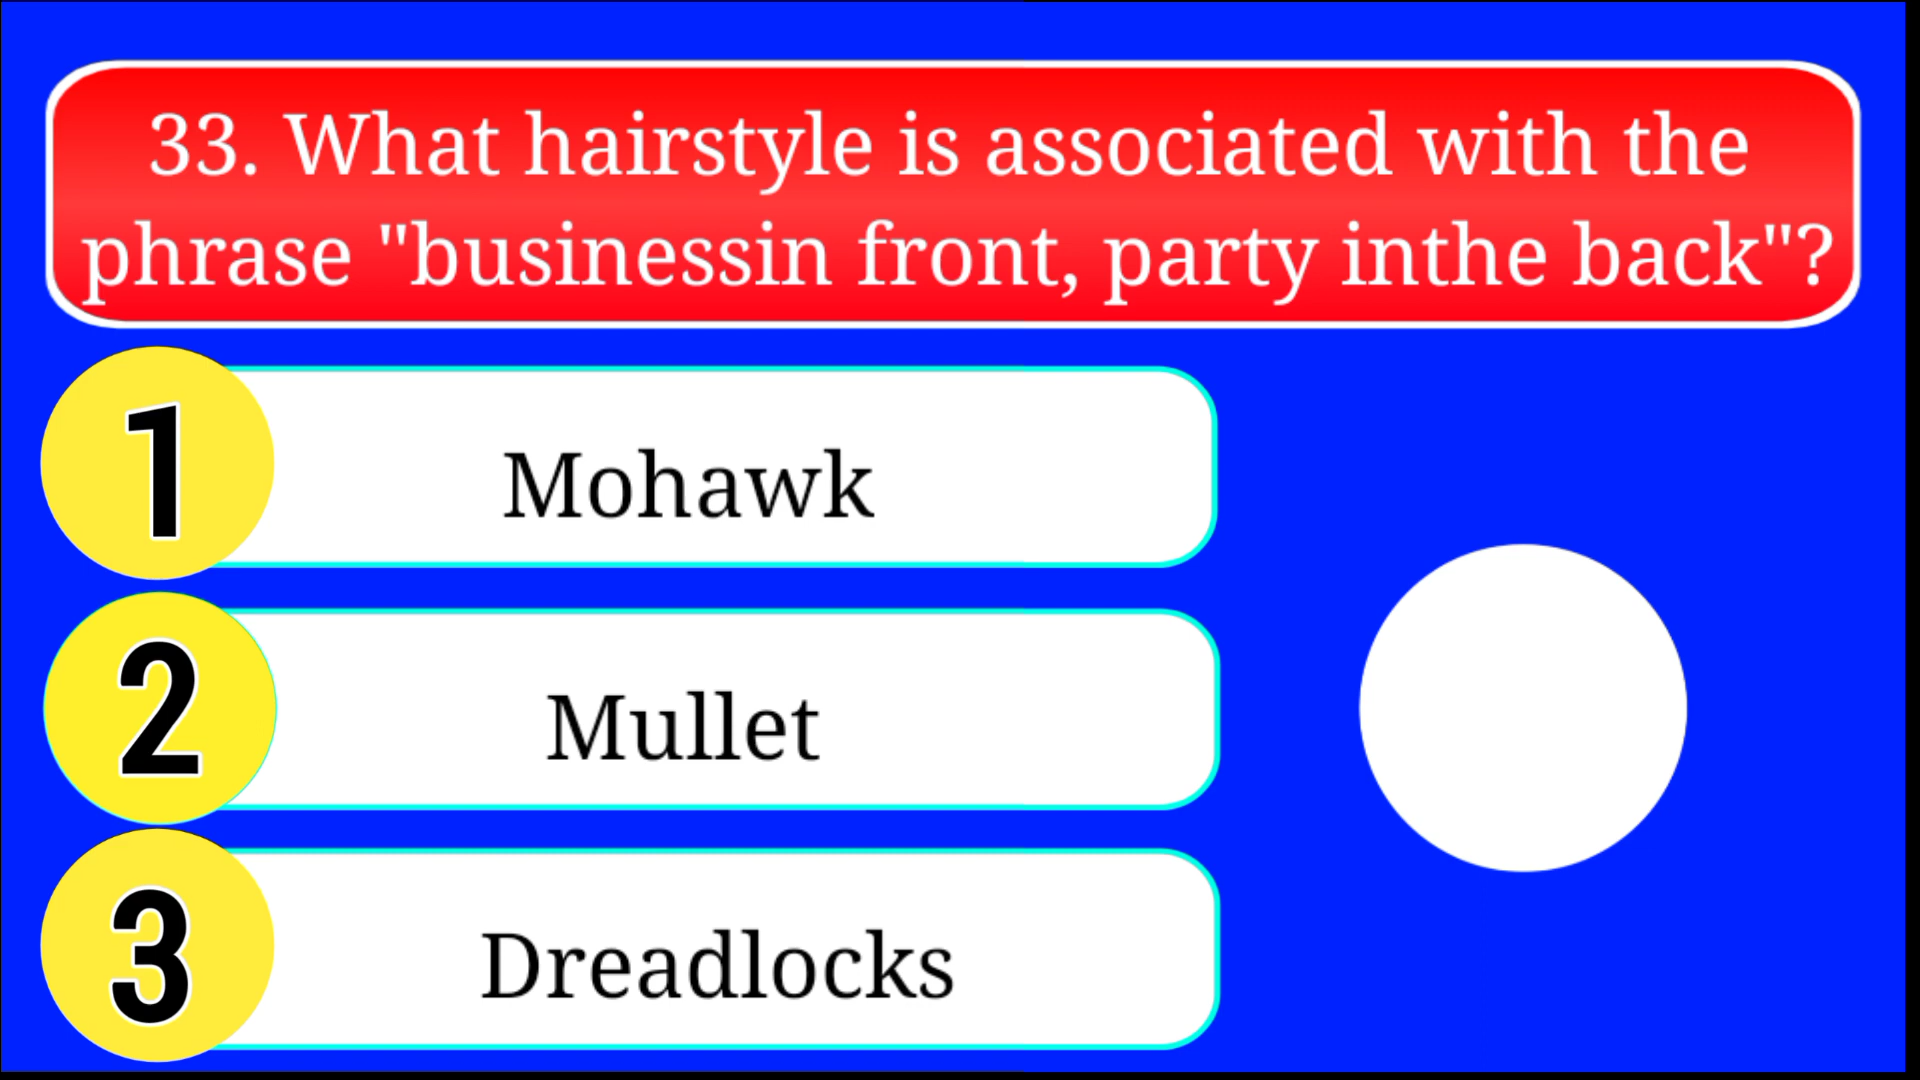 33. What hairstyle is associated with the
phrase "businessin front, party inthe back"?
1
Mohawk
2
Mullet
3
Dreadlocks